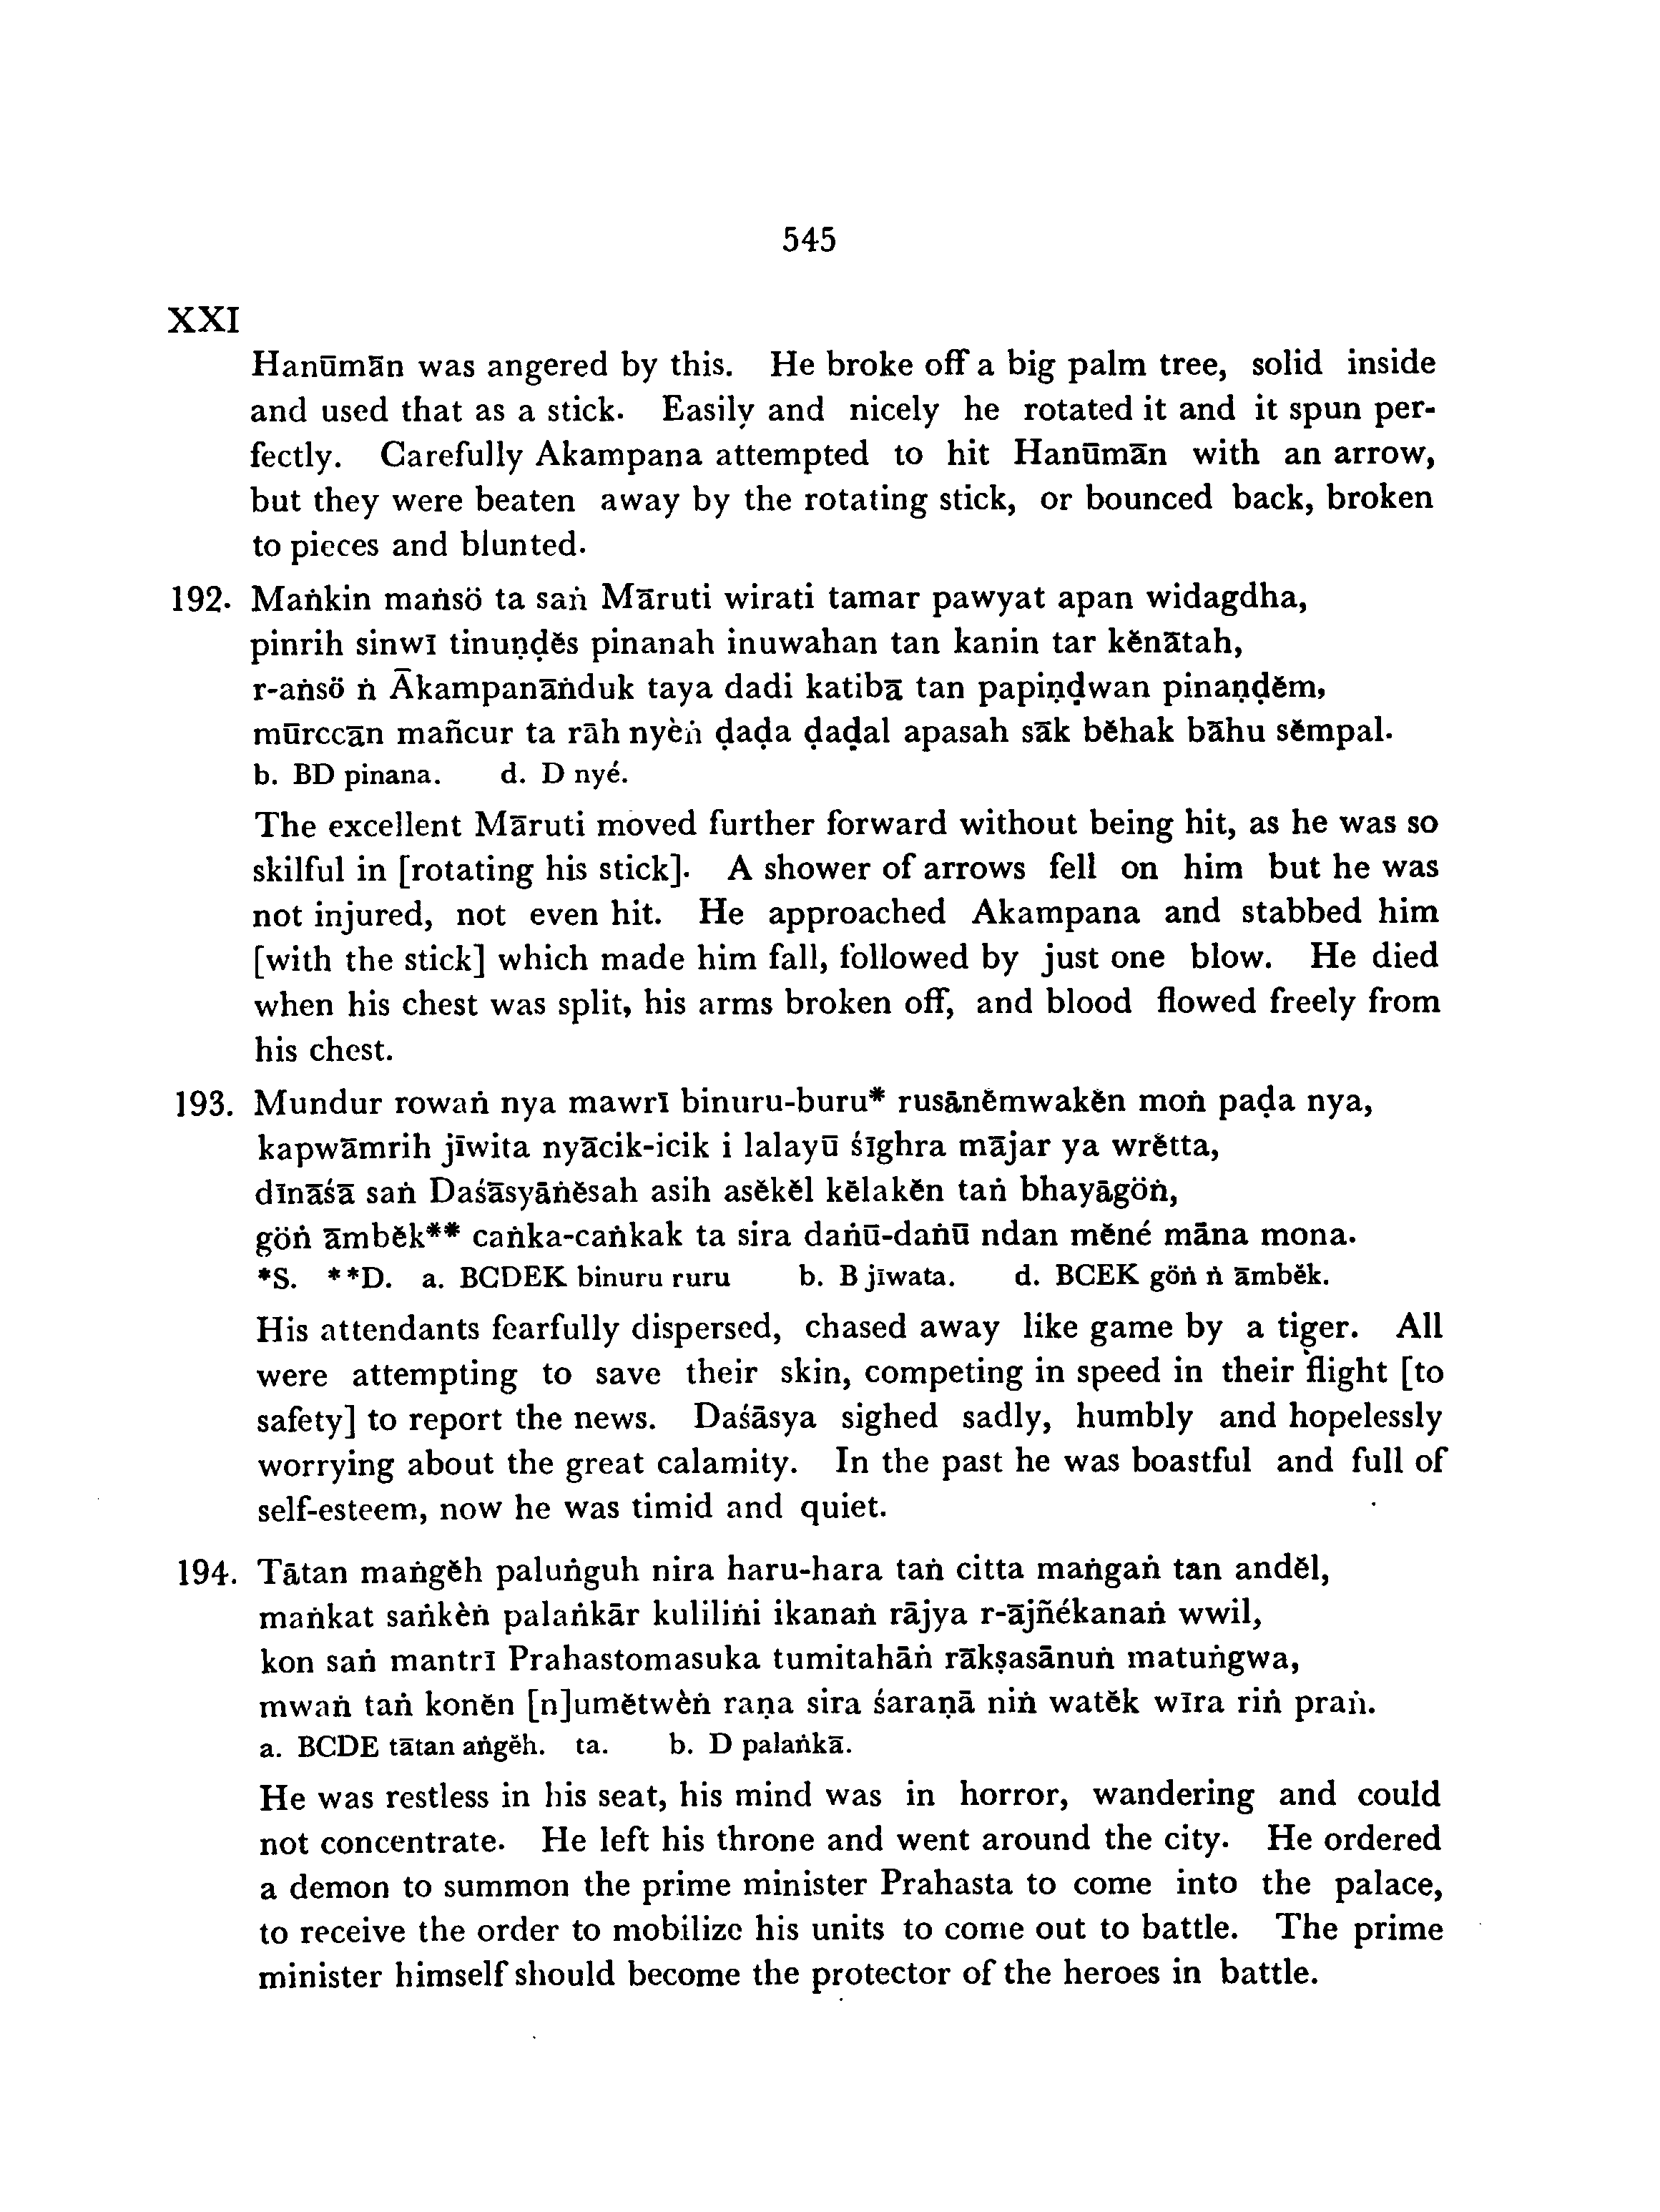 545
XXI
Hanūmān was angered by this. He broke off a big palm tree, solid inside
and used that as a stick. Easily and nicely he rotated it and it spun per-
fectly. Carefully Akampana attempted to hit Hanūmān with an arrow,
but they were beaten away by the rotating stick, or bounced back, broken
to pieces and blunted.
192. Maṅkin maṅsö ta saṅ Māruti wirati tamar pawyat apan widagdha,
pinrih sinwī tinuṇḍĕs pinanah inuwahan tan kanin tar kĕnātah,
r-aṅsö ṅ Ākampanāṅduk taya dadi katibā tan papiṇḍwan pinaṇḍĕm,
mūrccān mañcur ta rāh nyèṅ ḍaḍa ḍaḍal apasah sāk bĕhak bāhu sĕmpal.
b. BD pinana. d. D nyé.
The excellent Māruti moved further forward without being hit, as he was so
skilful in [rotating his stick]. A shower of arrows fell on him but he was
not injured, not even hit. He approached Akampana and stabbed him
[with the stick] which made him fall, followed by just one blow. He died
when his chest was split, his arms broken off, and blood flowed freely from
his chest.
193. Mundur rowaṅ nya mawrī binuru-buru* rusānĕmwakĕn moṅ paḍa nya,
kapwāmrih jīwita nyācik-icik i lalayū śīghra mājar ya wrĕtta,
dīnāśā saṅ Daśāsyāṅĕsah asih asĕkĕl kĕlakĕn taṅ bhayāgöṅ,
göṅ āmbĕk** caṅka-caṅkak ta sira daṅū-daṅū ndan mĕné māna mona.
*S. **D. a. BCDEK binuru ruru b. B jīwata. d. BCEK göṅ ṅ āmbĕk.
His attendants fearfully dispersed, chased away like game by a tiger. All
were attempting to save their skin, competing in speed in their flight [to
safety] to report the news. Daśāsya sighed sadly, humbly and hopelessly
worrying about the great calamity. In the past he was boastful and full of
self-esteem, now he was timid and quiet.
194. Tātan maṅgĕh paluṅguh nira haru-hara taṅ citta maṅgaṅ tan andĕl,
maṅkat saṅkèṅ palaṅkār kuliliṅi ikanaṅ rājya r-ājñékanaṅ wwil,
kon saṅ mantrī Prahastomasuka tumitahāṅ rākṣasānuṅ matuṅgwa,
mwaṅ taṅ konĕn [n]umĕtwèṅ raṇa sira śaraṇā niṅ watĕk wīra riṅ praṅ.
a. BCDE tātan aṅgĕh. ta. b. D palaṅkā.
He was restless in his seat, his mind was in horror, wandering and could
not concentrate. He left his throne and went around the city. He ordered
a demon to summon the prime minister Prahasta to come into the palace,
to receive the order to mobilize his units to come out to battle. The prime
minister himself should become the protector of the heroes in battle.